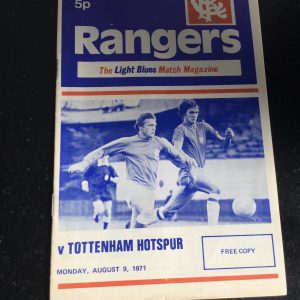 5p
Rangers
The Light Blues Match Magazine
v TOTTENHAM HOTSPUR
FREE COPY
MONDAY, AUGUST 9, 1971